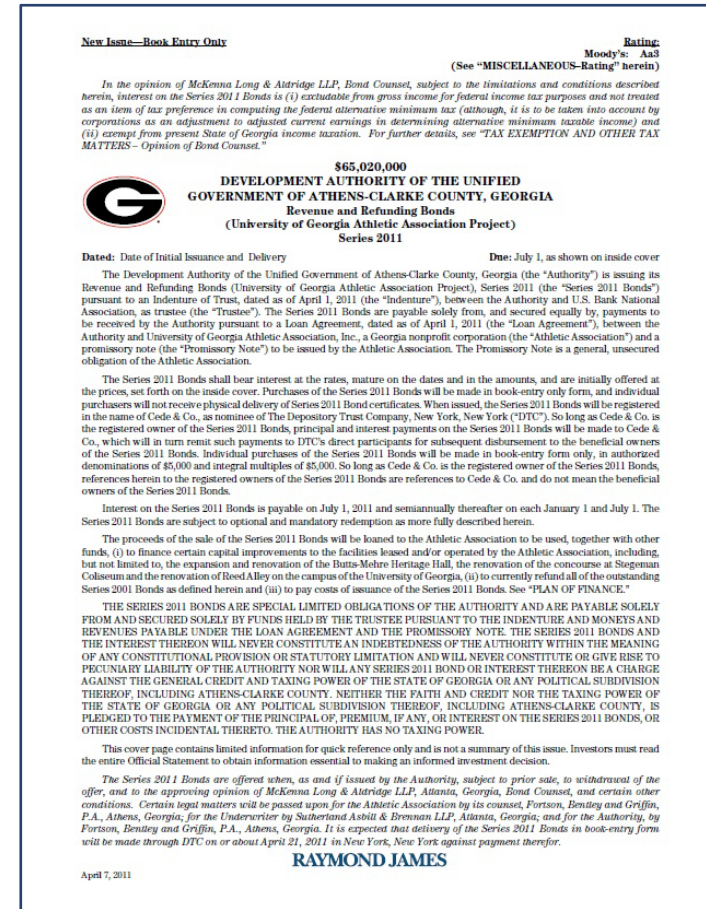 New Issue—Book Entry Only
Rating:
Moody's: Aa3
(See “MISCELLANEOUS–Rating” herein)
In the opinion of McKenna Long & Aldridge LLP, Bond Counsel, subject to the limitations and conditions described
herein, interest on the Series 2011 Bonds is (i) excludable from gross income for federal income tax purposes and not treated
as an item of tax preference in computing the federal alternative minimum tax (although, it is to be taken into account by
corporations as an adjustment to adjusted current earnings in determining alternative minimum taxable income) and
(ii) exempt from present State of Georgia income taxation. For further details, see “TAX EXEMPTION AND OTHER TAX
MATTERS – Opinion of Bond Counsel.”
$65,020,000
DEVELOPMENT AUTHORITY OF THE UNIFIED
GOVERNMENT OF ATHENS-CLARKE COUNTY, GEORGIA
Revenue and Refunding Bonds
(University of Georgia Athletic Association Project)
Series 2011
G
Dated: Date of Initial Issuance and Delivery
Due: July 1, as shown on inside cover
The Development Authority of the Unified Government of Athens-Clarke County, Georgia (the “Authority”) is issuing its
Revenue and Refunding Bonds (University of Georgia Athletic Association Project), Series 2011 (the “Series 2011 Bonds”)
pursuant to an Indenture of Trust, dated as of April 1, 2011 (the “Indenture”), between the Authority and U.S. Bank National
Association, as trustee (the “Trustee”). The Series 2011 Bonds are payable solely from, and secured equally by, payments to
be received by the Authority pursuant to a Loan Agreement, dated as of April 1, 2011 (the “Loan Agreement”), between the
Authority and University of Georgia Athletic Association, Inc., a Georgia nonprofit corporation (the “Athletic Association”) and a
promissory note (the “Promissory Note”) to be issued by the Athletic Association. The Promissory Note is a general, unsecured
obligation of the Athletic Association.
The Series 2011 Bonds shall bear interest at the rates, mature on the dates and in the amounts, and are initially offered at
the prices, set forth on the inside cover. Purchases of the Series 2011 Bonds will be made in book-entry only form, and individual
purchasers will not receive physical delivery of Series 2011 Bond certificates. When issued, the Series 2011 Bonds will be registered
in the name of Cede & Co., as nominee of The Depository Trust Company, New York, New York (“DTC”). So long as Cede & Co. is
the registered owner of the Series 2011 Bonds, principal and interest payments on the Series 2011 Bonds will be made to Cede &
Co., which will in turn remit such payments to DTC's direct participants for subsequent disbursement to the beneficial owners
of the Series 2011 Bonds. Individual purchases of the Series 2011 Bonds will be made in book-entry form only, in authorized
denominations of $5,000 and integral multiples of $5,000. So long as Cede & Co. is the registered owner of the Series 2011 Bonds,
references herein to the registered owners of the Series 2011 Bonds are references to Cede & Co. and do not mean the beneficial
owners of the Series 2011 Bonds.
Interest on the Series 2011 Bonds is payable on July 1, 2011 and semiannually thereafter on each January 1 and July 1. The
Series 2011 Bonds are subject to optional and mandatory redemption as more fully described herein.
The proceeds of the sale of the Series 2011 Bonds will be loaned to the Athletic Association to be used, together with other
funds, (i) to finance certain capital improvements to the facilities leased and/or operated by the Athletic Association, including,
but not limited to, the expansion and renovation of the Butts-Mehre Heritage Hall, the renovation of the concourse at Stegeman
Coliseum and the renovation of Reed Alley on the campus of the University of Georgia, (ii) to currently refund all of the outstanding
Series 2001 Bonds as defined herein and (iii) to pay costs of issuance of the Series 2011 Bonds. See “PLAN OF FINANCE.”
THE SERIES 2011 BONDS ARE SPECIAL LIMITED OBLIGATIONS OF THE AUTHORITY AND ARE PAYABLE SOLELY
FROM AND SECURED SOLELY BY FUNDS HELD BY THE TRUSTEE PURSUANT TO THE INDENTURE AND MONEYS AND
REVENUES PAYABLE UNDER THE LOAN AGREEMENT AND THE PROMISSORY NOTE. THE SERIES 2011 BONDS AND
THE INTEREST THEREON WILL NEVER CONSTITUTE AN INDEBTEDNESS OF THE AUTHORITY WITHIN THE MEANING
OF ANY CONSTITUTIONAL PROVISION OR STATUTORY LIMITATION AND WILL NEVER CONSTITUTE OR GIVE RISE TO
PECUNIARY LIABILITY OF THE AUTHORITY NOR WILL ANY SERIES 2011 BOND OR INTEREST THEREON BE A CHARGE
AGAINST THE GENERAL CREDIT AND TAXING POWER OF THE STATE OF GEORGIA OR ANY POLITICAL SUBDIVISION
THEREOF, INCLUDING ATHENS-CLARKE COUNTY. NEITHER THE FAITH AND CREDIT NOR THE TAXING POWER OF
THE STATE OF GEORGIA OR ANY POLITICAL SUBDIVISION THEREOF, INCLUDING ATHENS-CLARKE COUNTY, IS
PLEDGED TO THE PAYMENT OF THE PRINCIPAL OF, PREMIUM, IF ANY, OR INTEREST ON THE SERIES 2011 BONDS, OR
OTHER COSTS INCIDENTAL THERETO. THE AUTHORITY HAS NO TAXING POWER.
This cover page contains limited information for quick reference only and is not a summary of this issue. Investors must read
the entire Official Statement to obtain information essential to making an informed investment decision.
The Series 2011 Bonds are offered when, as and if issued by the Authority, subject to prior sale, to withdrawal of the
offer, and to the approving opinion of McKenna Long & Aldridge LLP, Atlanta, Georgia, Bond Counsel, and certain other
conditions. Certain legal matters will be passed upon for the Athletic Association by its counsel, Fortson, Bentley and Griffin,
P.A., Athens, Georgia; for the Underwriter by Sutherland Asbill & Brennan LLP, Atlanta, Georgia; and for the Authority, by
Fortson, Bentley and Griffin, P.A., Athens, Georgia. It is expected that delivery of the Series 2011 Bonds in book-entry form
will be made through DTC on or about April 21, 2011 in New York, New York against payment therefor.
RAYMOND JAMES
April 7, 2011